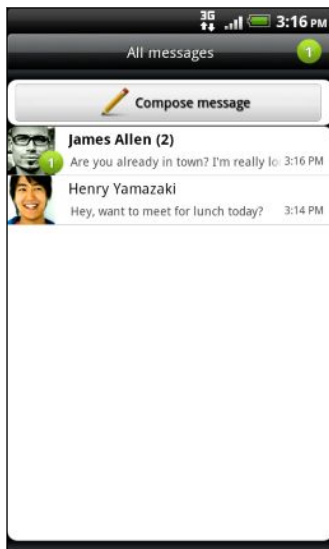 3G 3:16 PM
All messages 1
Compose message
James Allen (2)
1 Are you already in town? I'm really lo 3:16 PM
Henry Yamazaki
Hey, want to meet for lunch today? 3:14 PM